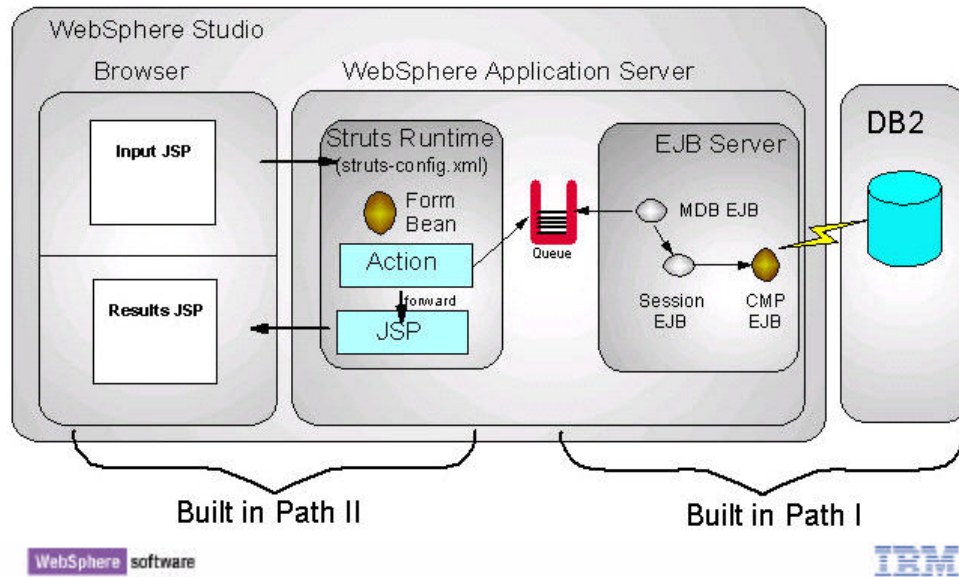 WebSphere Studio
Browser
WebSphere Application Server
DB2
Input JSP
Results JSP
Struts Runtime
(struts-config.xml)
Form
Bean
Action
forward
JSP
Queue
EJB Server
MDB EJB
Session
EJB
CMP
EJB
Built in Path II
Built in Path I
WebSphere software
IBM